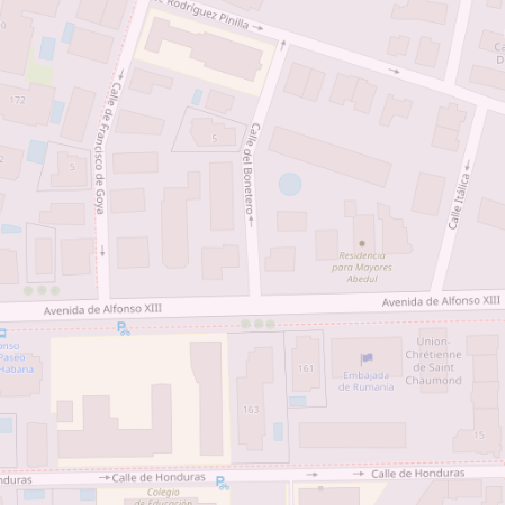 Rodríguez Pinilla
172
Calle de Francisco de Goya
5
5
Calle del Bonetero
Calle Itálica
Residencia
para Mayores
Abedul
Avenida de Alfonso XIII
Avenida de Alfonso XIII
Paseo
Habana
161
163
Embajada
de Rumanía
Union-
Chrétienne
de Saint
Chaumond
15
Calle de Honduras
Calle de Honduras
Colegio
de Educación